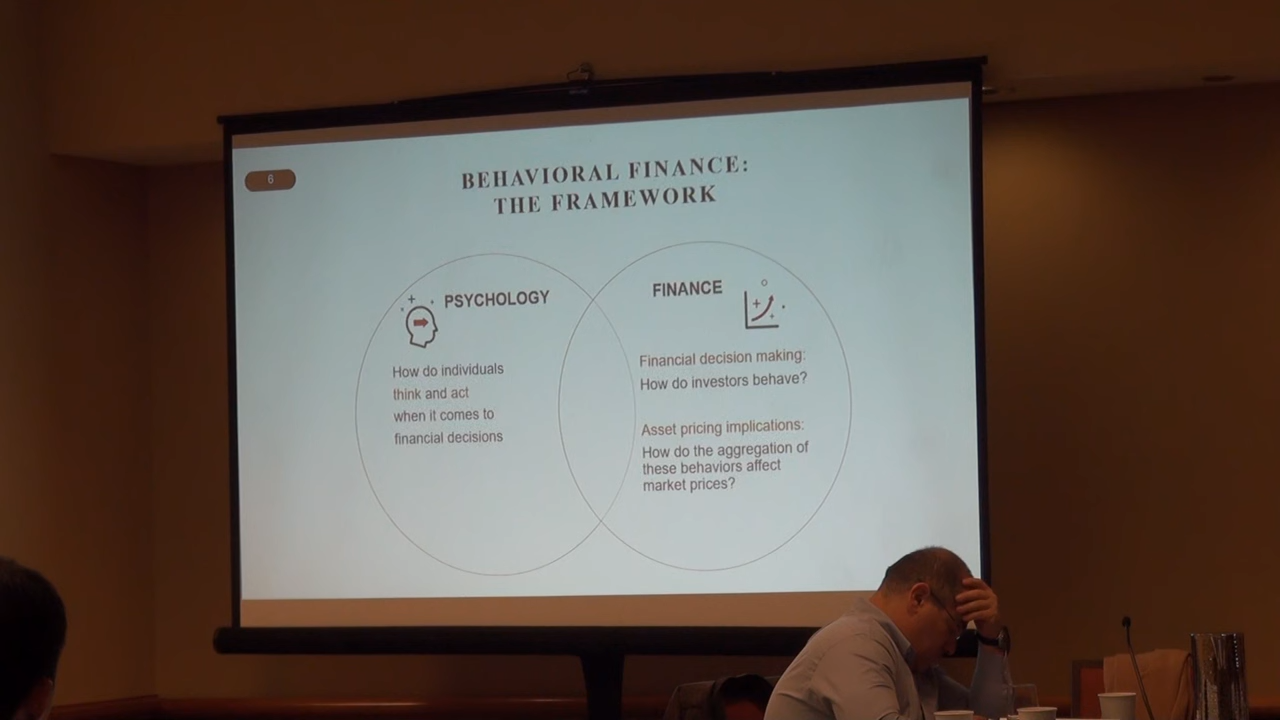 6
BEHAVIORAL FINANCE:
THE FRAMEWORK
PSYCHOLOGY
How do individuals
think and act
when it comes to
financial decisions
FINANCE
Financial decision making:
How do investors behave?
Asset pricing implications:
How do the aggregation of
these behaviors affect
market prices?